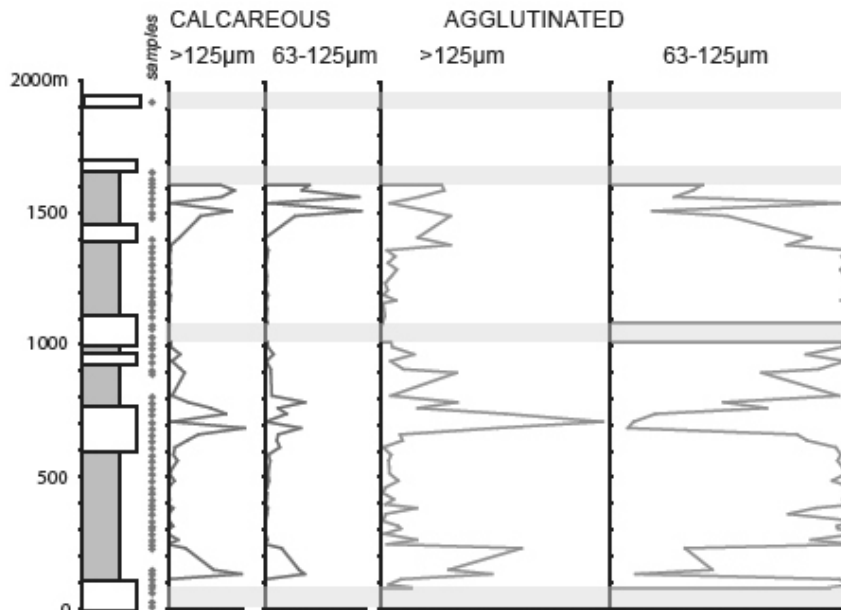 CALCAREOUS AGGLUTINATED
samples
>125µm 63-125µm >125µm 63-125µm
2000m
1500
1000
500
0